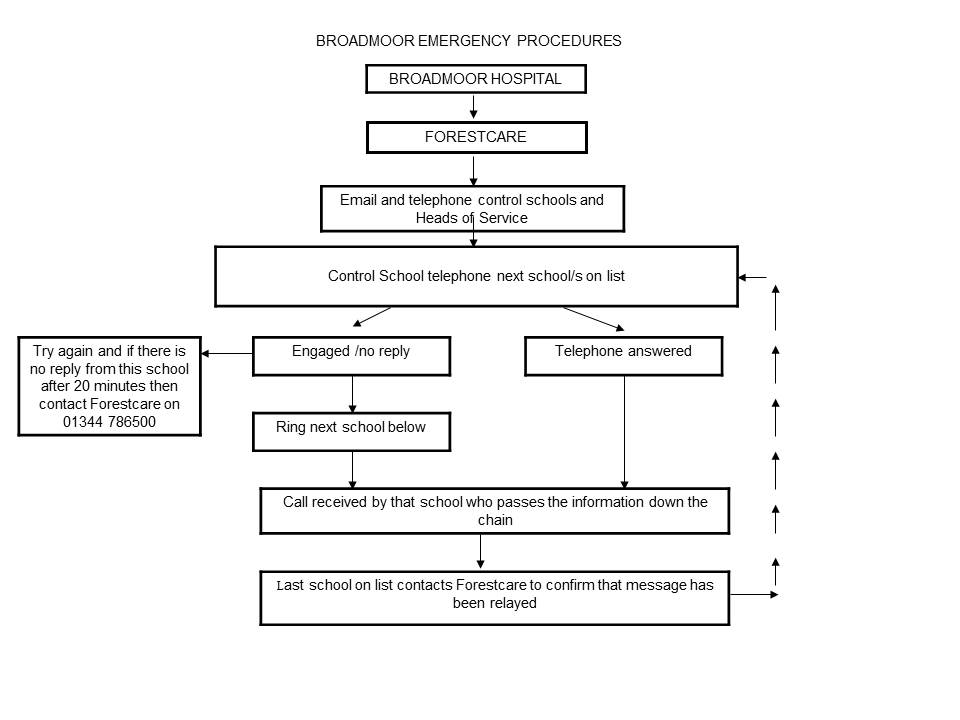 BROADMOOR EMERGENCY PROCEDURES
BROADMOOR HOSPITAL
FORESTCARE
Email and telephone control schools and
Heads of Service
Control School telephone next school/s on list
Engaged /no reply
Telephone answered
Try again and if there is
no reply from this school
after 20 minutes then
contact Forestcare on
01344 786500
Ring next school below
Call received by that school who passes the information down the
chain
Last school on list contacts Forestcare to confirm that message has
been relayed